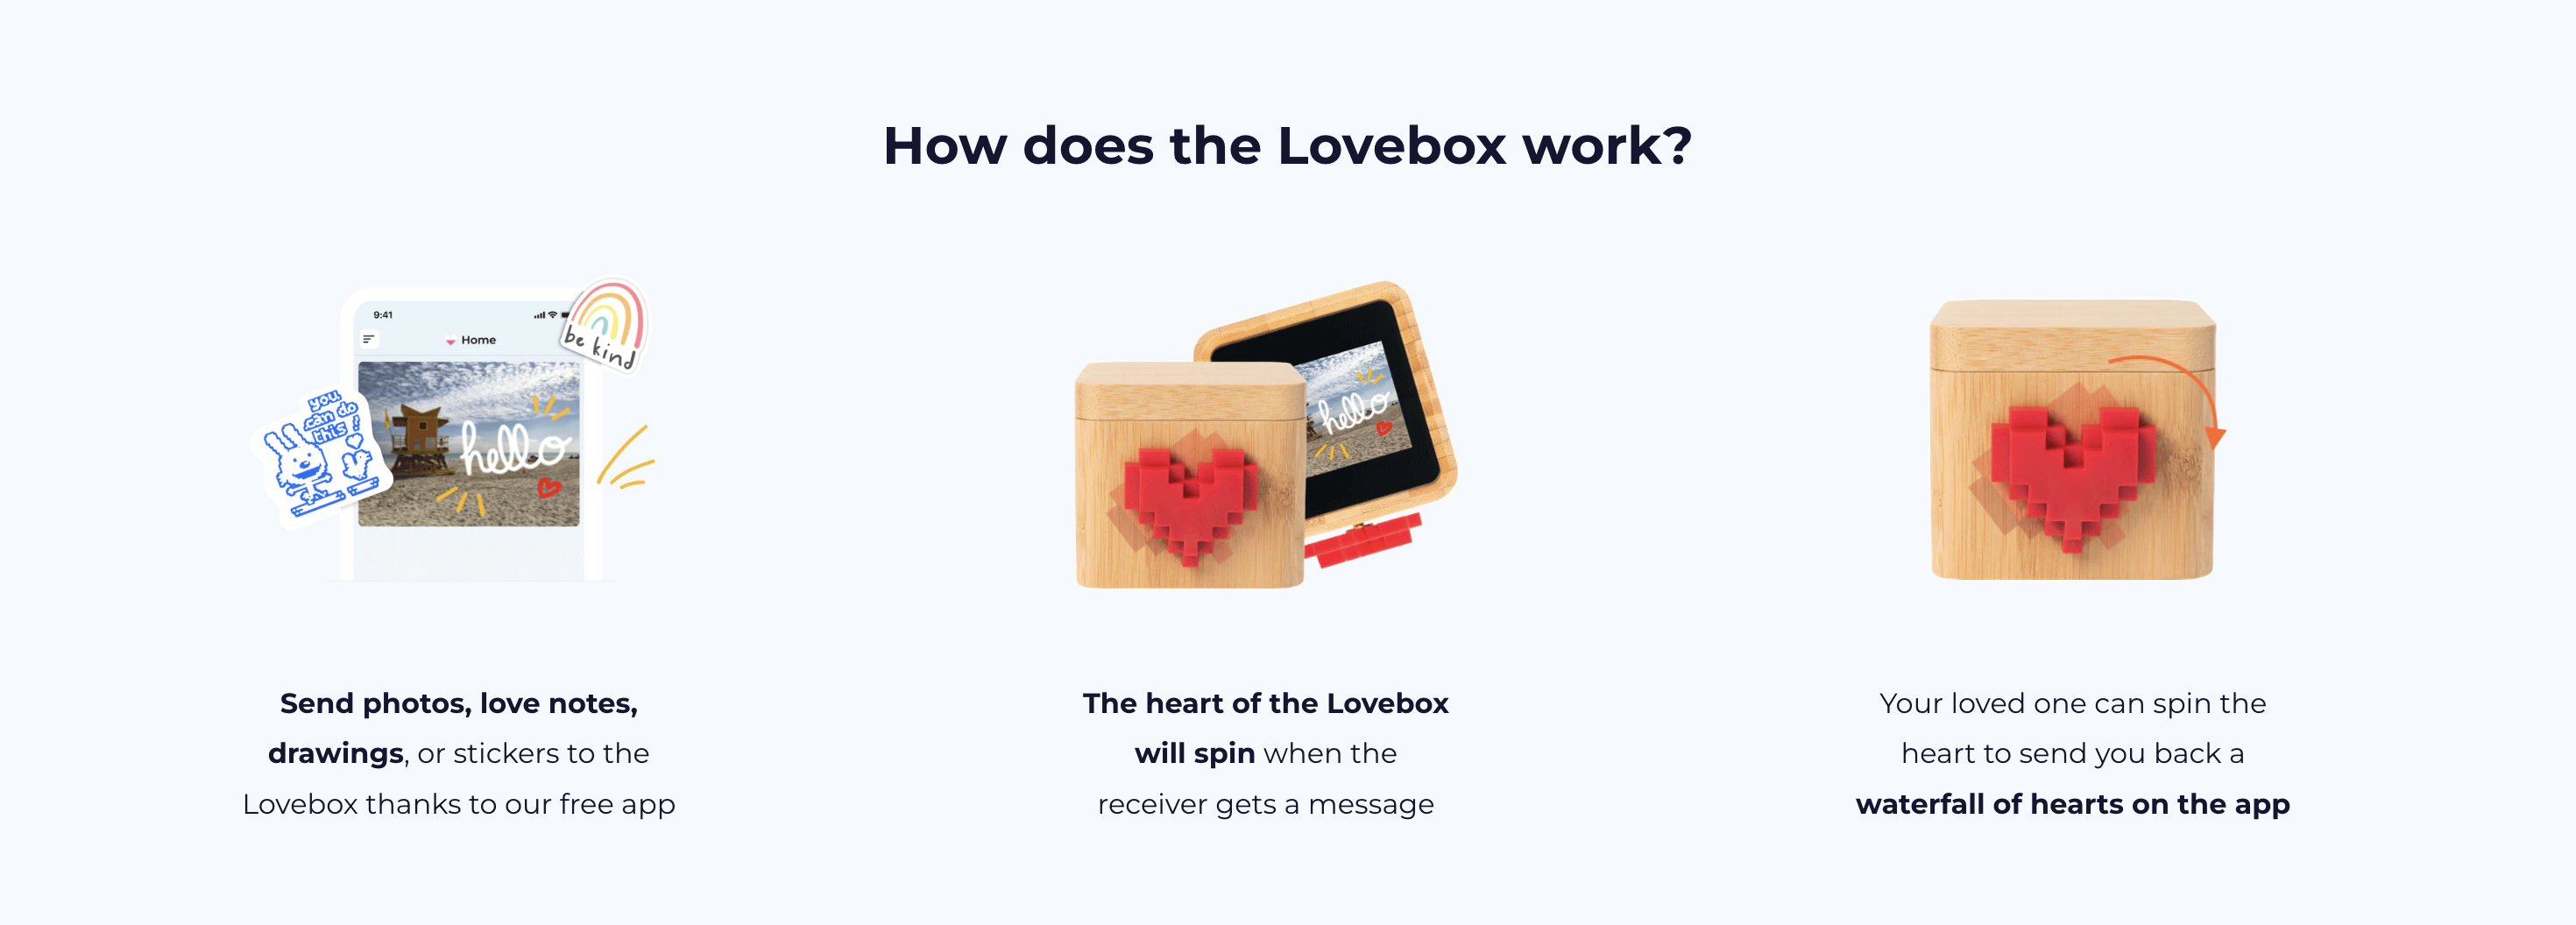 How does the Lovebox work?
9:41
Home
be kind
you
can do
this!
hello
hello
Send photos, love notes,
drawings, or stickers to the
Lovebox thanks to our free app
The heart of the Lovebox
will spin when the
receiver gets a message
Your loved one can spin the
heart to send you back a
waterfall of hearts on the app